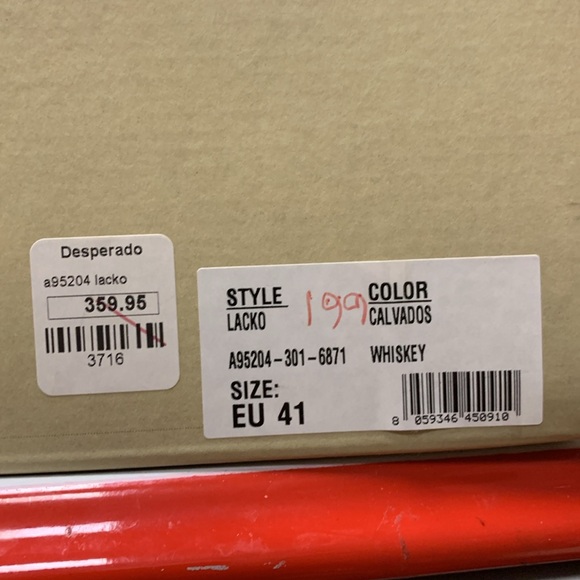 Desperado
a95204 lacko
359.95
3716
STYLE
LACKO
199
COLOR
CALVADOS
A95204-301-6871
WHISKEY
SIZE:
EU 41
8 059346 450910